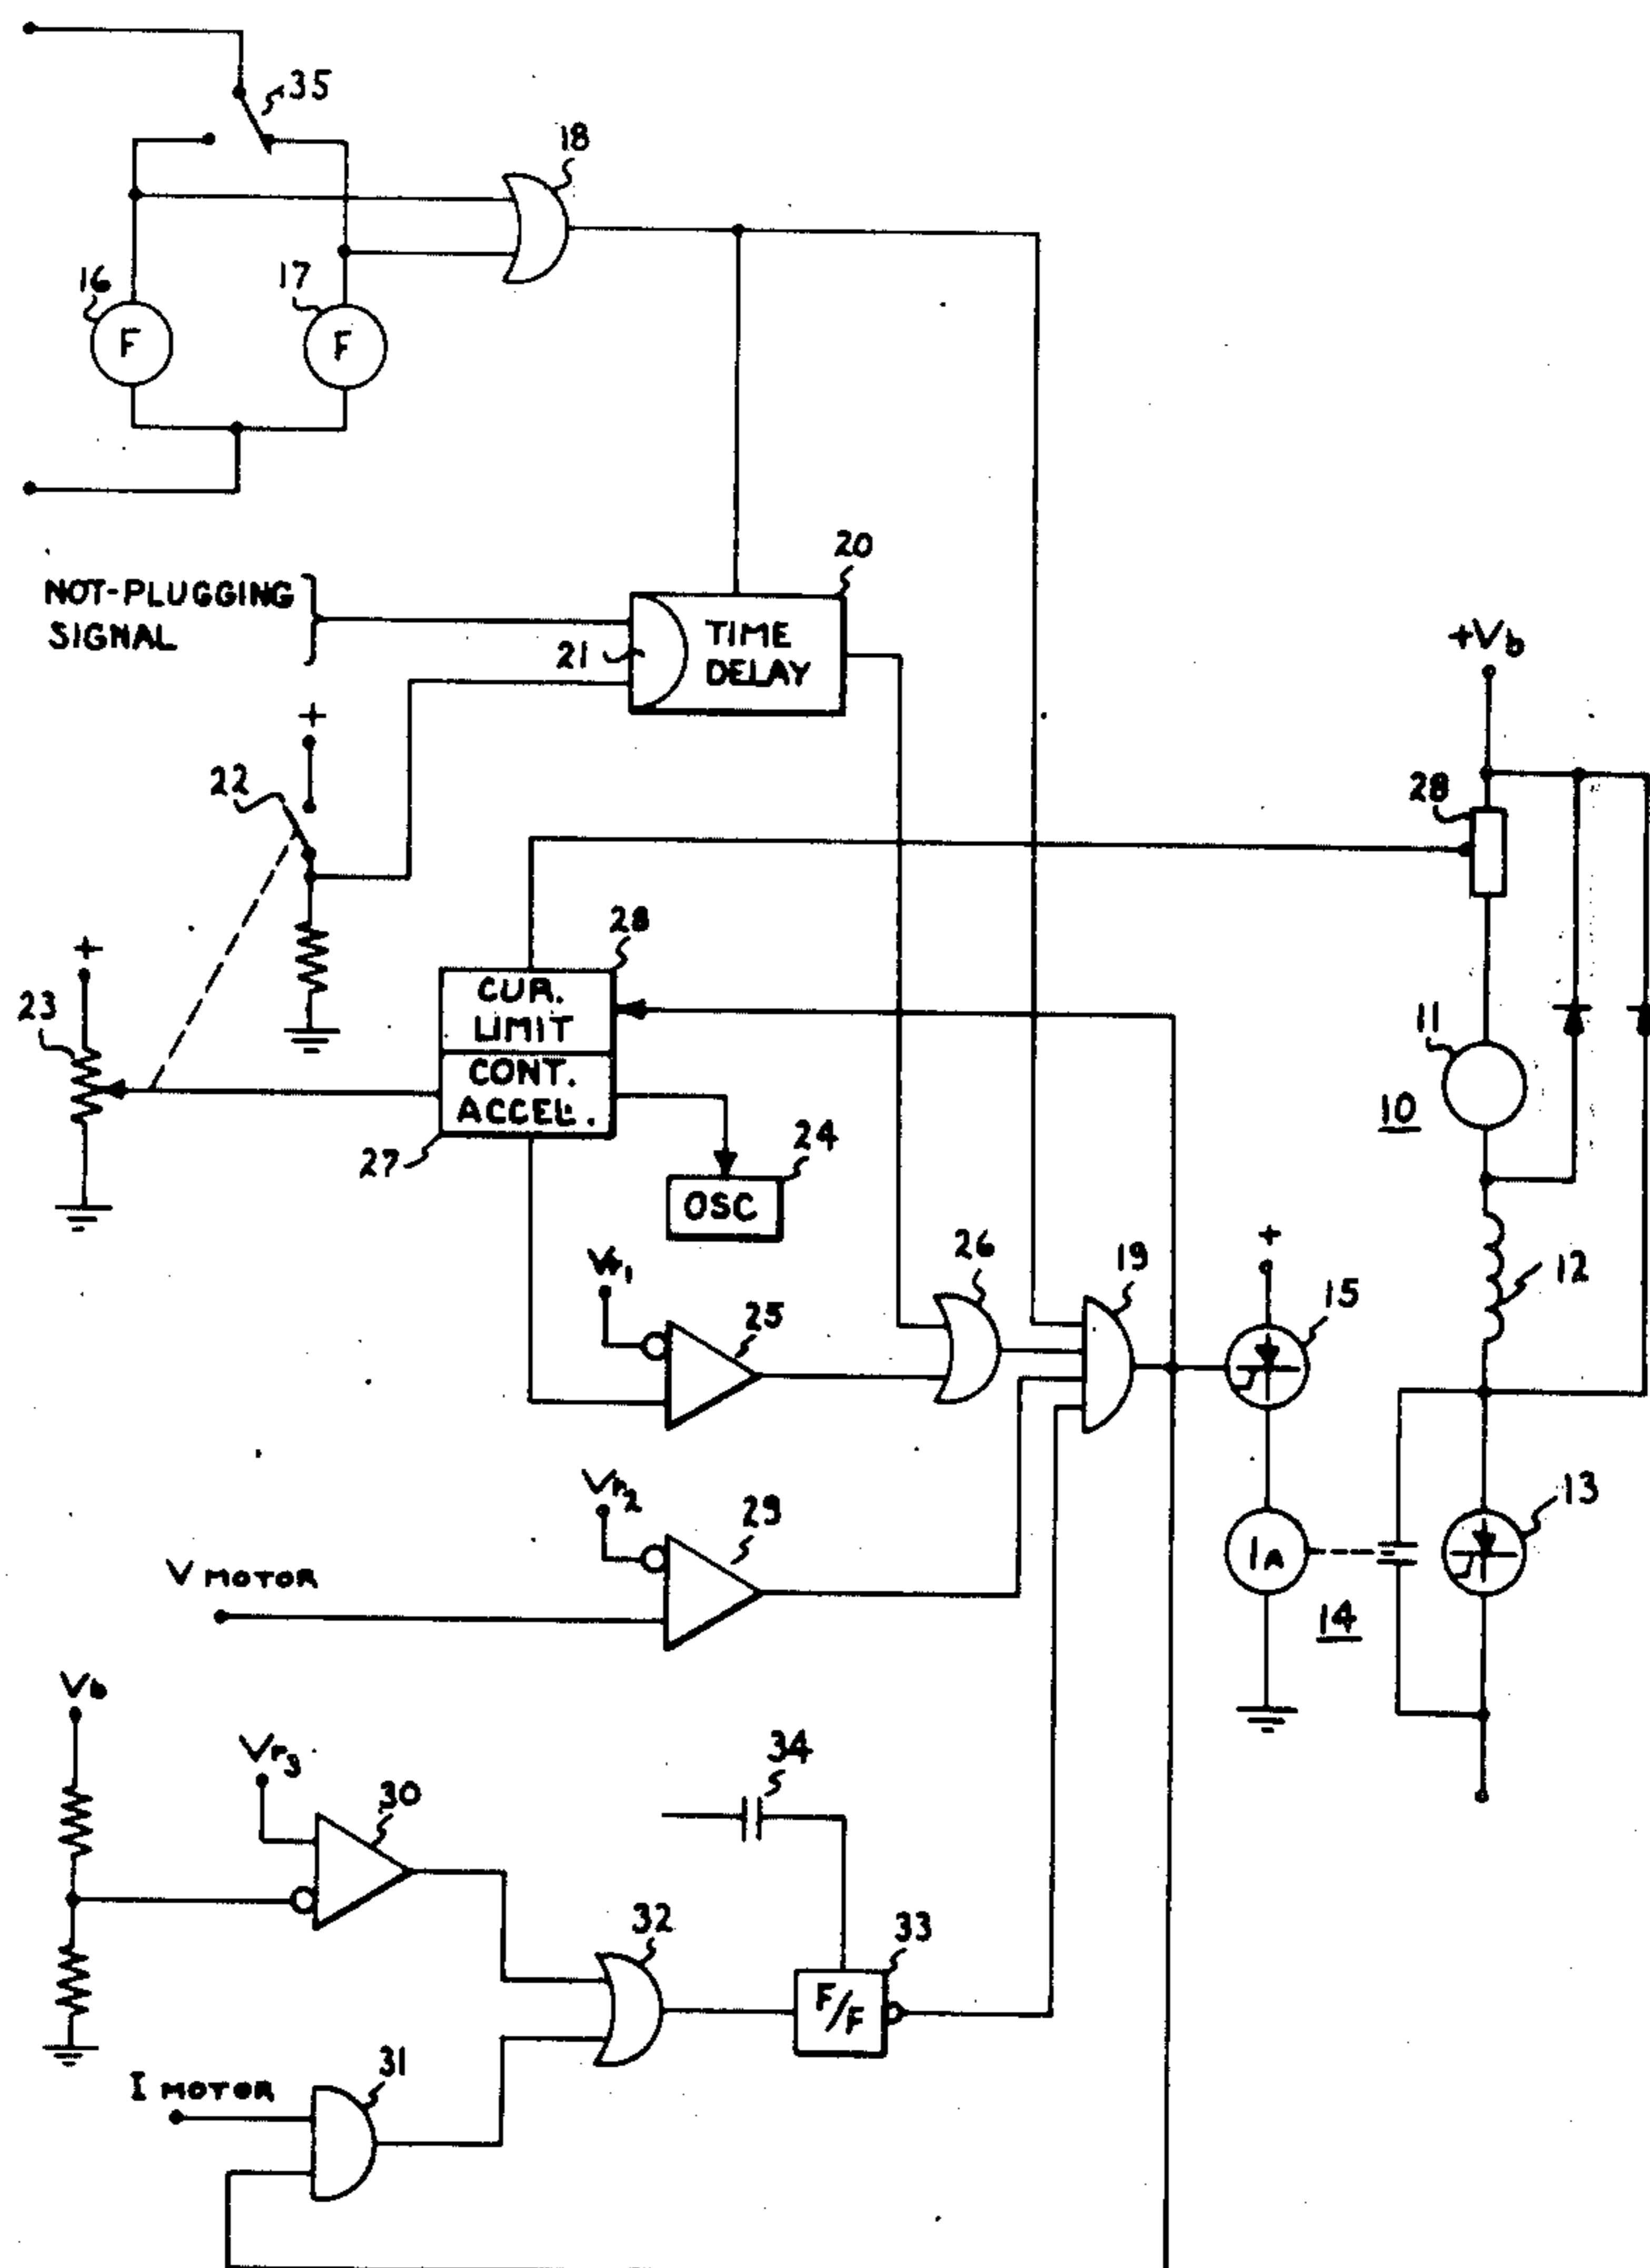 35
18
16
17
F
F
20
NOT-PLUGGING
SIGNAL
21
TIME
DELAY
+Vb
+
22
28
28
+
23
CUR.
LIMIT
11
CONT.
ACCEL.
10
27
24
OSC
26
19
+
12
Vr1
25
15
Vr2
29
13
V MOTOR
1A
14
Vb
Vr3
30
34
32
33
F/F
31
I MOTOR